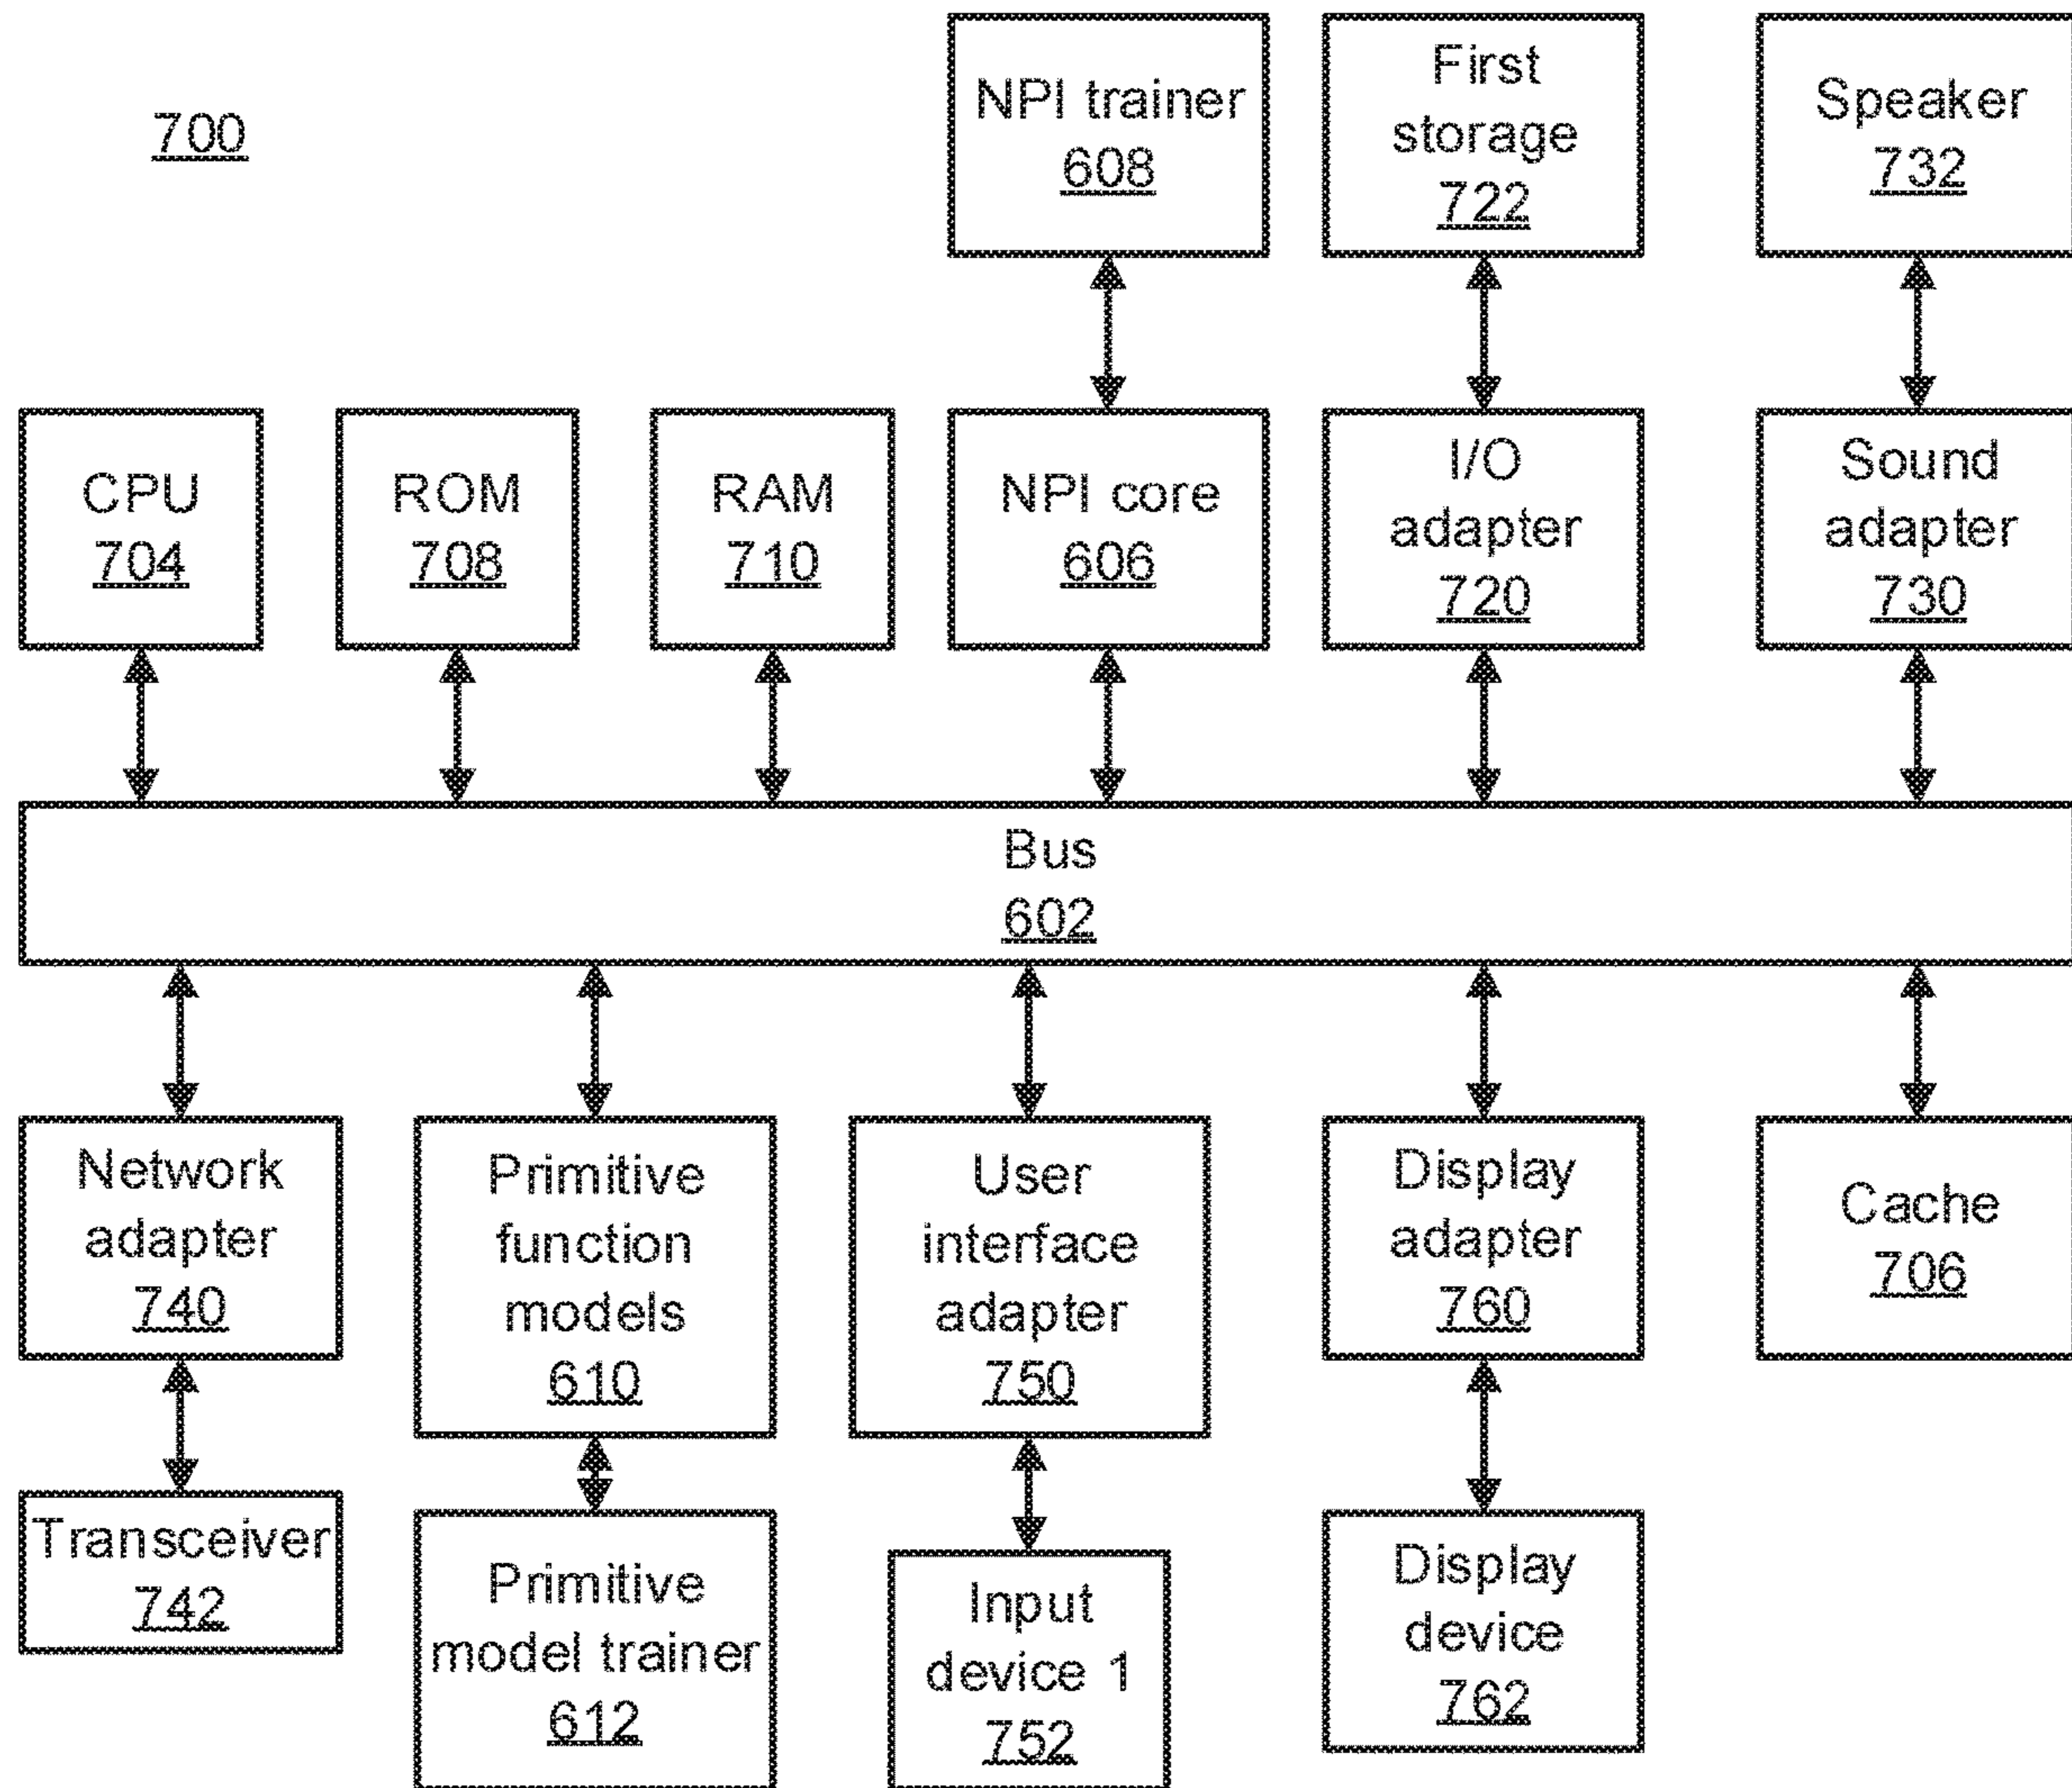 700
NPI trainer
608
First
storage
722
Speaker
732
CPU
704
ROM
708
RAM
710
NPI core
606
I/O
adapter
720
Sound
adapter
730
Bus
602
Network
adapter
740
Primitive
function
models
610
User
interface
adapter
750
Display
adapter
760
Cache
706
Transceiver
742
Primitive
model trainer
612
Input
device 1
752
Display
device
762